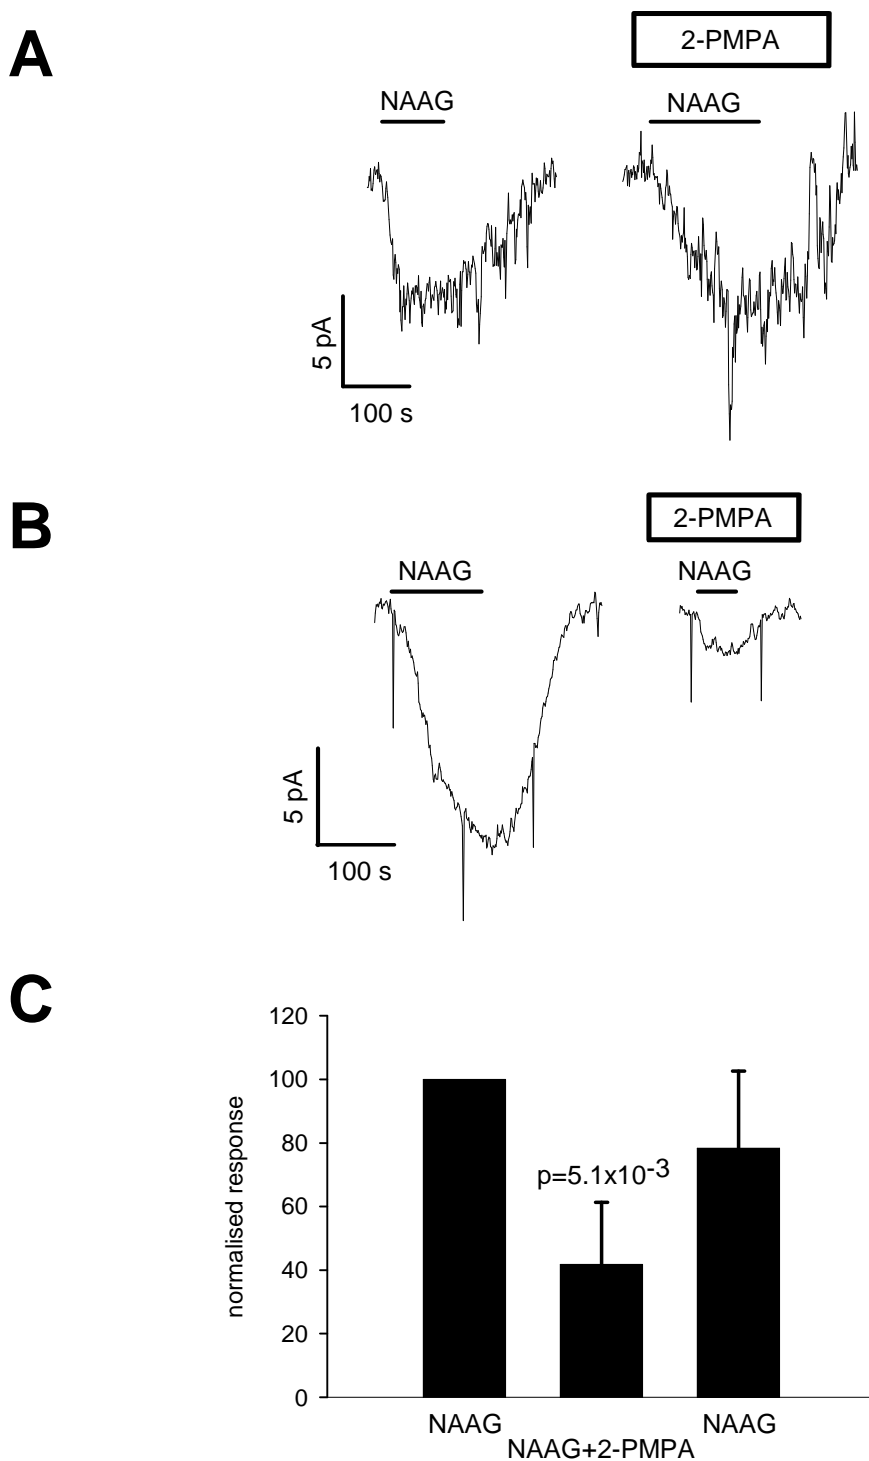 A
2-PMPA
NAAG
NAAG
5 pA
100 s
B
2-PMPA
NAAG
NAAG
5 pA
100 s
C
120
100
80
60
40
20
0
normalised response
p=5.1x10-3
NAAG
NAAG+2-PMPA
NAAG